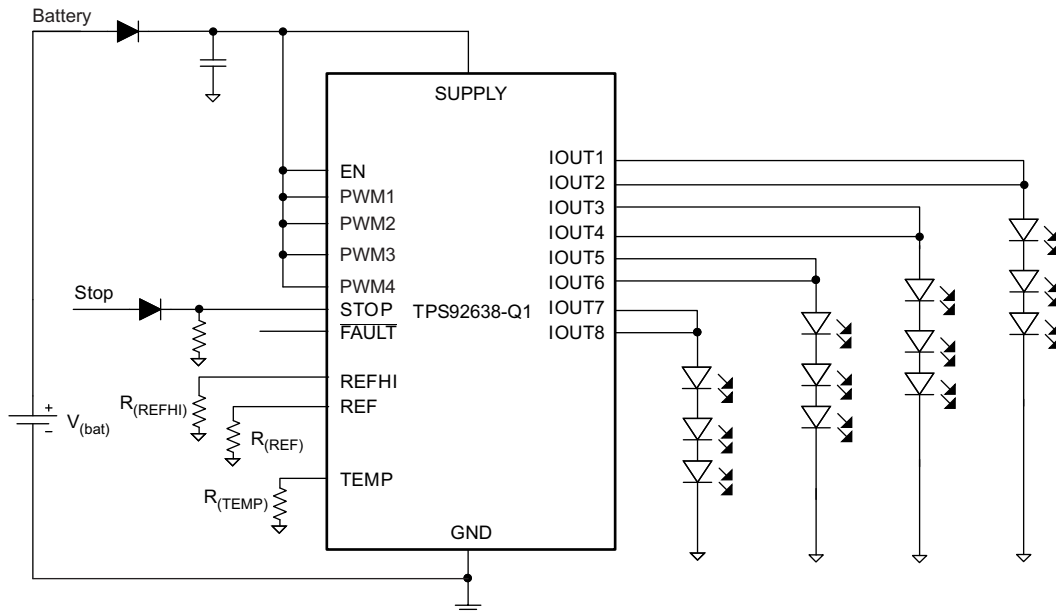 Battery
SUPPLY
EN
PWM1
PWM2
PWM3
PWM4
Stop
STOP
FAULT
REFHI
REF
TEMP
GND
TPS92638-Q1
IOUT1
IOUT2
IOUT3
IOUT4
IOUT5
IOUT6
IOUT7
IOUT8
R(REFHI)
R(REF)
R(TEMP)
+
V(bat)
−